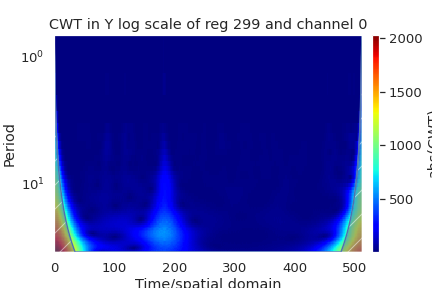 CWT in Y log scale of reg 299 and channel 0
10⁰
10¹
Period
0 100 200 300 400 500
Time/spatial domain
2000
1500
1000
500
abs(CWT)